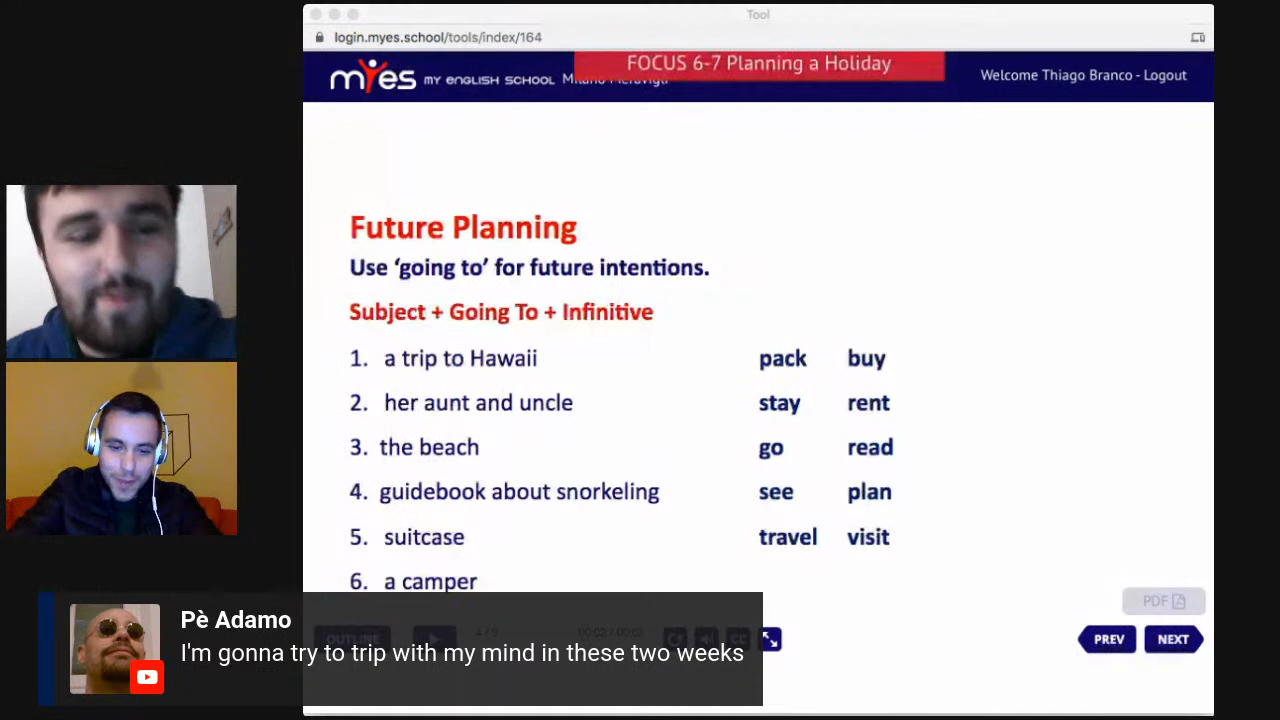 Tool
login.myes.school/tools/index/164
FOCUS 6-7 Planning a Holiday
myes MY ENGLISH SCHOOL Milano Meravigli
Welcome Thiago Branco - Logout
Future Planning
Use ‘going to’ for future intentions.
Subject + Going To + Infinitive
1. a trip to Hawaii
pack buy
2. her aunt and uncle
stay rent
3. the beach
go read
4. guidebook about snorkeling
see plan
5. suitcase
travel visit
6. a camper
PDF
OUTLINE
CC
PREV NEXT
Pè Adamo
I'm gonna try to trip with my mind in these two weeks